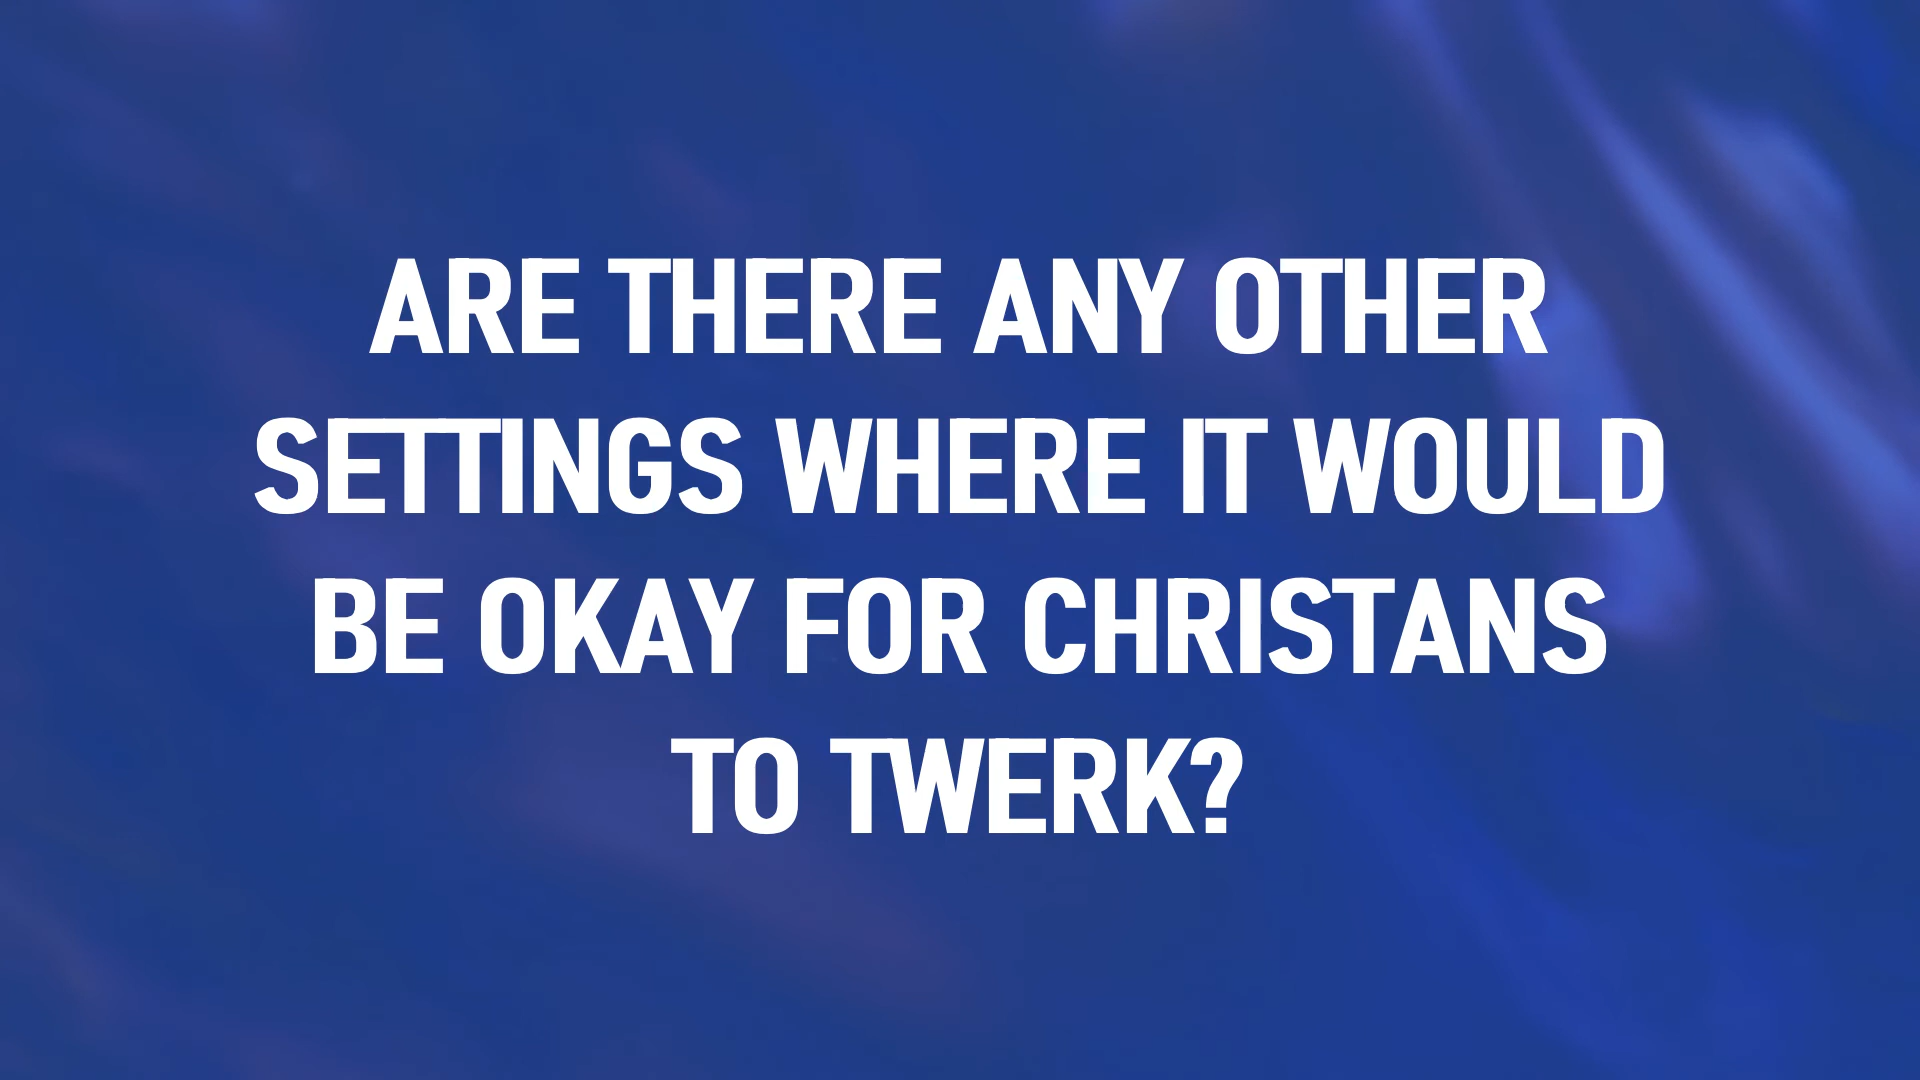 ARE THERE ANY OTHER
SETTINGS WHERE IT WOULD
BE OKAY FOR CHRISTANS
TO TWERK?